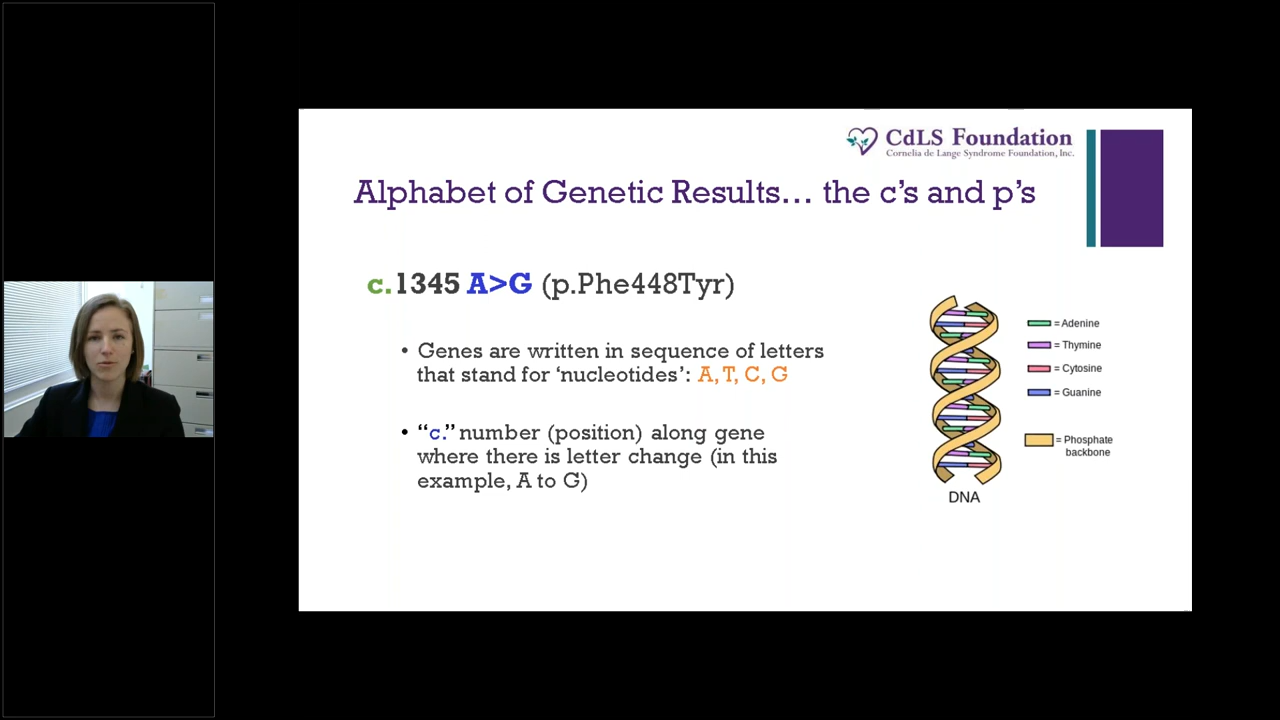 CdLS Foundation
Cornelia de Lange Syndrome Foundation, Inc.
Alphabet of Genetic Results... the c's and p's
c.1345 A>G (p.Phe448Tyr)
• Genes are written in sequence of letters
that stand for 'nucleotides': A, T, C, G
• "c." number (position) along gene
where there is letter change (in this
example, A to G)
= Adenine
= Thymine
= Cytosine
= Guanine
= Phosphate
backbone
DNA